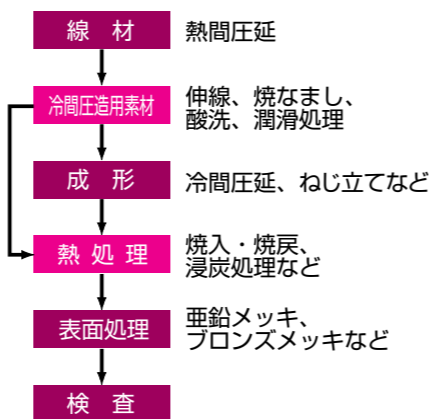 線 材
熱間圧延
冷間圧造用素材
伸線、焼なまし、
酸洗、潤滑処理
成 形
冷間圧延、ねじ立てなど
熱 処 理
焼入・焼戻、
浸炭処理など
表面処理
亜鉛メッキ、
ブロンズメッキなど
検 査